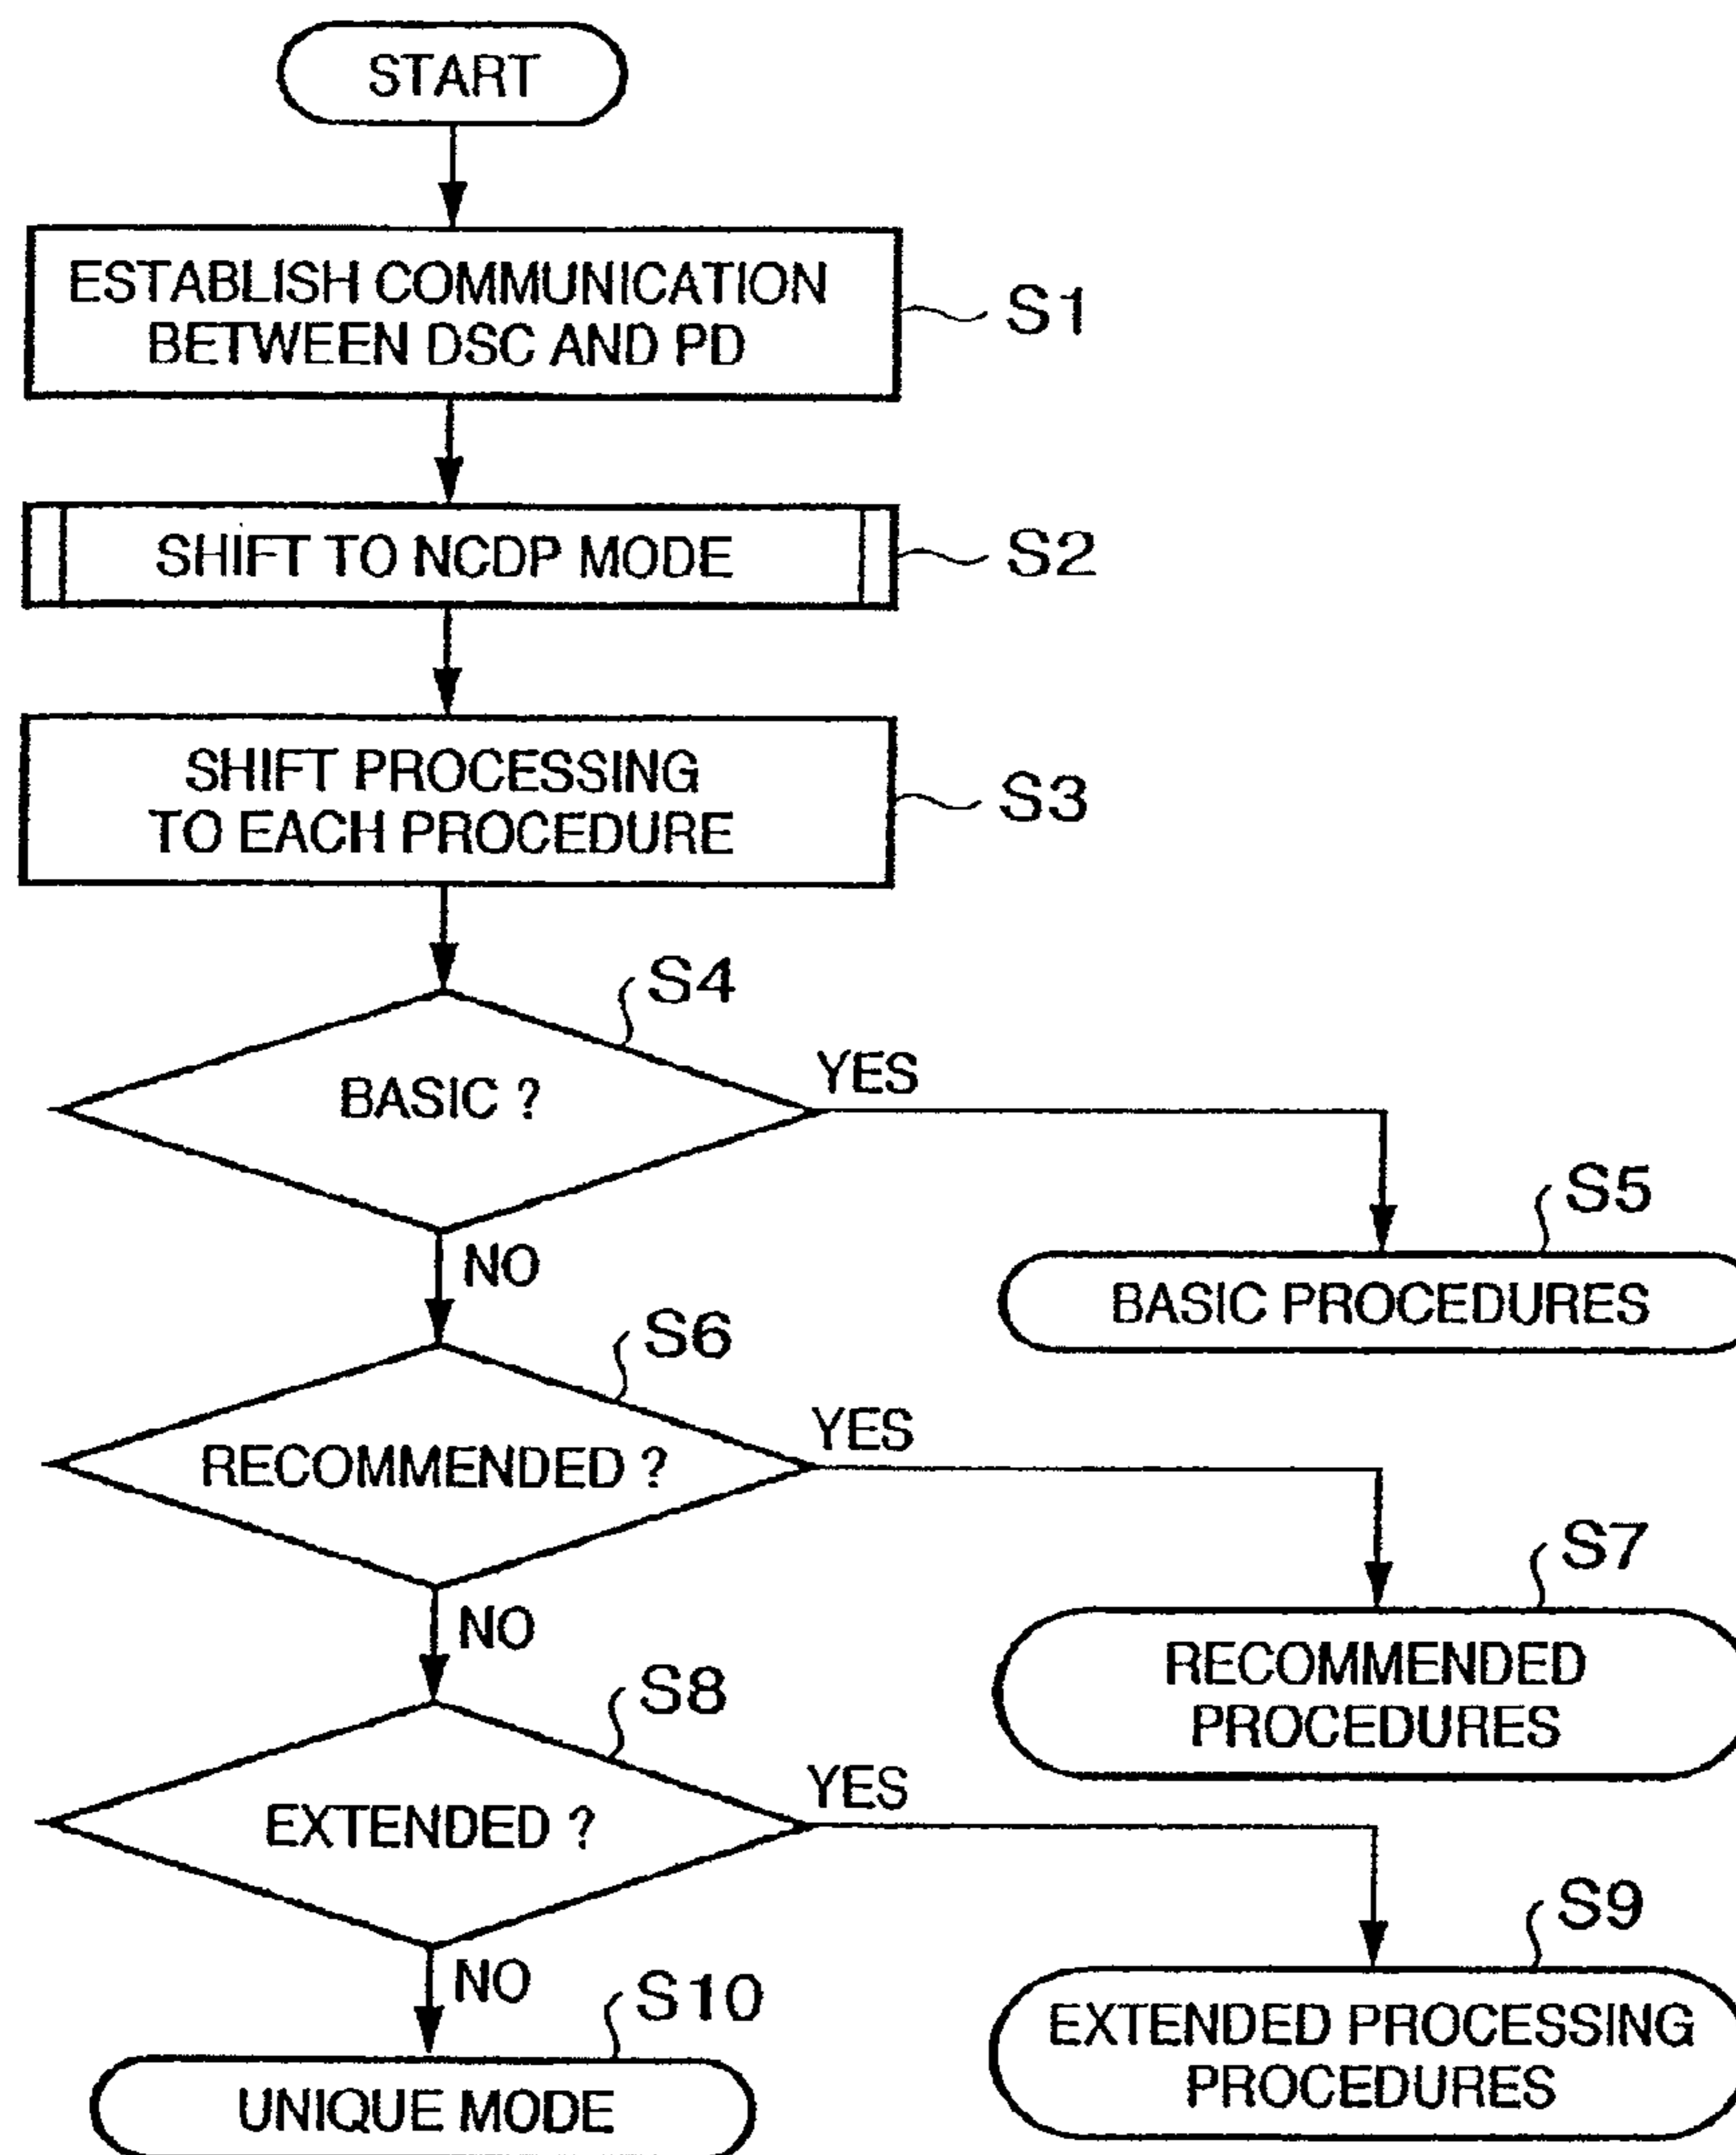 START
ESTABLISH COMMUNICATION
BETWEEN DSC AND PD
S1
SHIFT TO NCDP MODE
S2
SHIFT PROCESSING
TO EACH PROCEDURE
S3
S4
BASIC ?
YES
NO
S5
BASIC PROCEDURES
S6
RECOMMENDED ?
YES
NO
S7
RECOMMENDED
PROCEDURES
S8
EXTENDED ?
YES
NO
S9
EXTENDED PROCESSING
PROCEDURES
S10
UNIQUE MODE